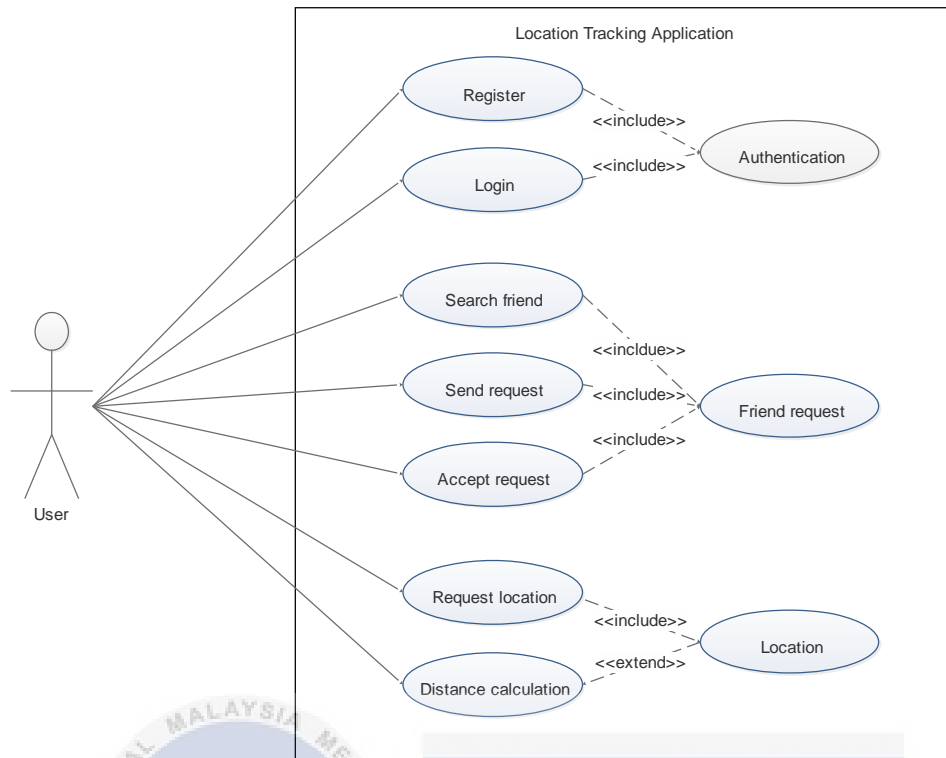 Location Tracking Application
Register
<<include>>
Authentication
Login
<<include>>
Search friend
<<incldue>>
Send request
<<include>>
Friend request
<<include>>
Accept request
User
Request location
<<include>>
Location
<<extend>>
Distance calculation
MALAYSIA